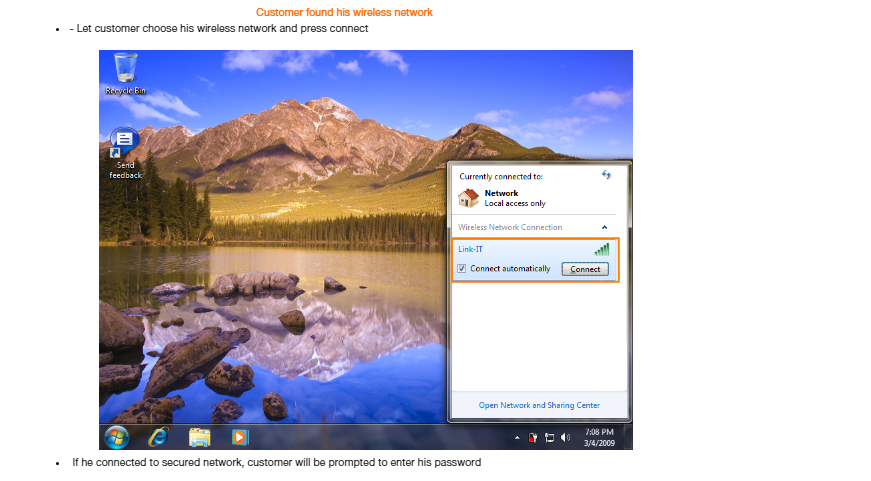 Customer found his wireless network
• - Let customer choose his wireless network and press connect
Recycle Bin
Send
feedback
Currently connected to:
Network
Local access only
Wireless Network Connection
Link-IT
Connect automatically
Connect
Open Network and Sharing Center
7:08 PM
3/4/2009
• If he connected to secured network, customer will be prompted to enter his password